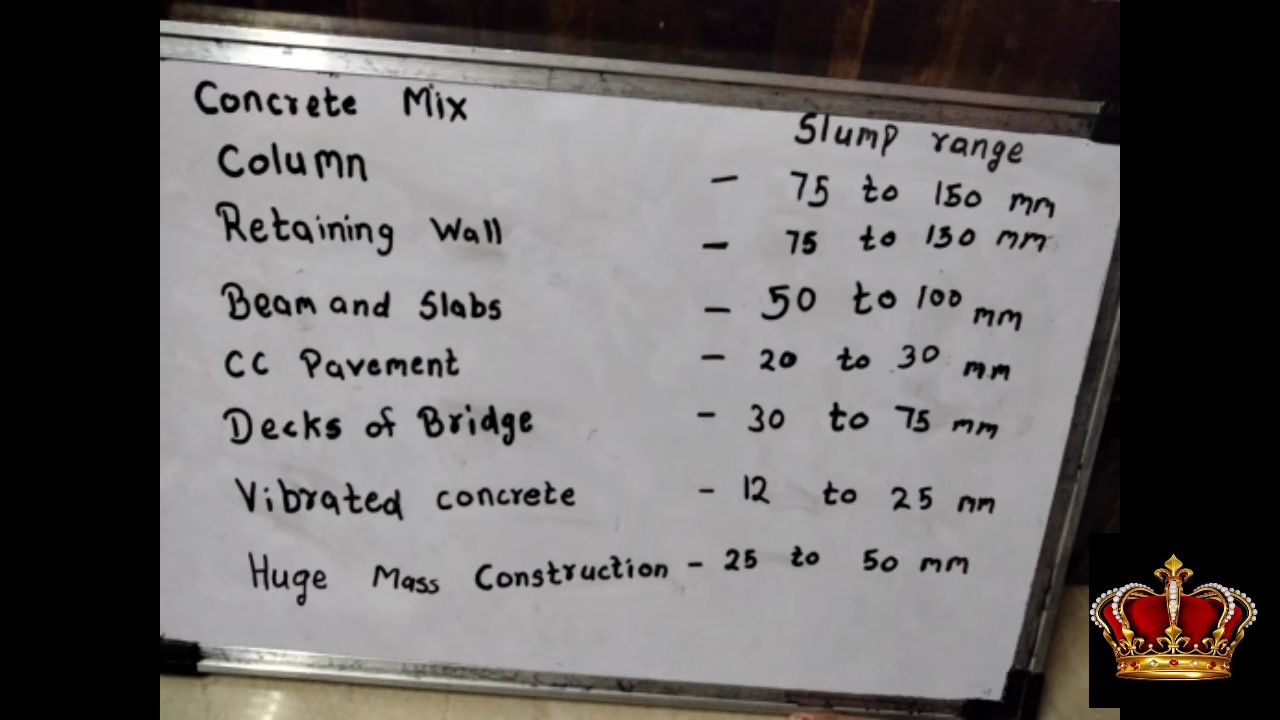 Concrete Mix Slump range
Column - 75 to 150 mm
Retaining Wall - 75 to 150 mm
Beam and Slabs - 50 to 100 mm
CC Pavement - 20 to 30 mm
Decks of Bridge - 30 to 75 mm
Vibrated concrete - 12 to 25 mm
Huge Mass Construction - 25 to 50 mm